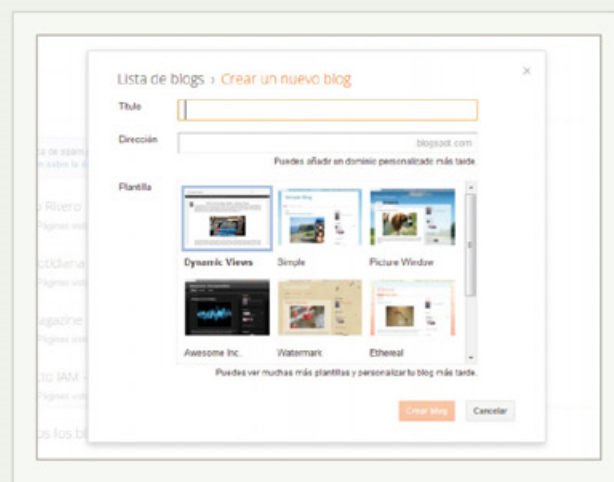 Lista de blogs › Crear un nuevo blog
×
Título
Dirección
blogspot.com
Puedes añadir un dominio personalizado más tarde.
Plantilla
Dynamic Views Simple Picture Window
Awesome Inc. Watermark Ethereal
Puedes ver muchas más plantillas y personalizar tu blog más tarde.
Crear blog Cancelar